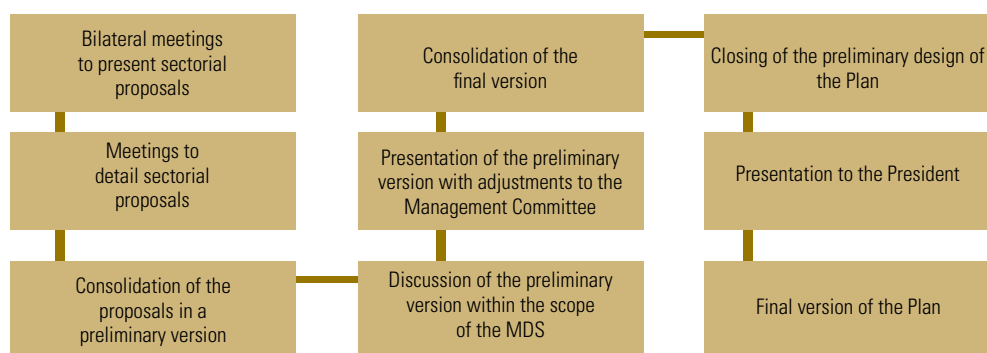 Bilateral meetings
to present sectorial
proposals
Meetings to
detail sectorial
proposals
Consolidation of the
proposals in a
preliminary version
Discussion of the preliminary
version within the scope
of the MDS
Presentation of the preliminary
version with adjustments to the
Management Committee
Consolidation of the
final version
Closing of the preliminary design of
the Plan
Presentation to the President
Final version of the Plan